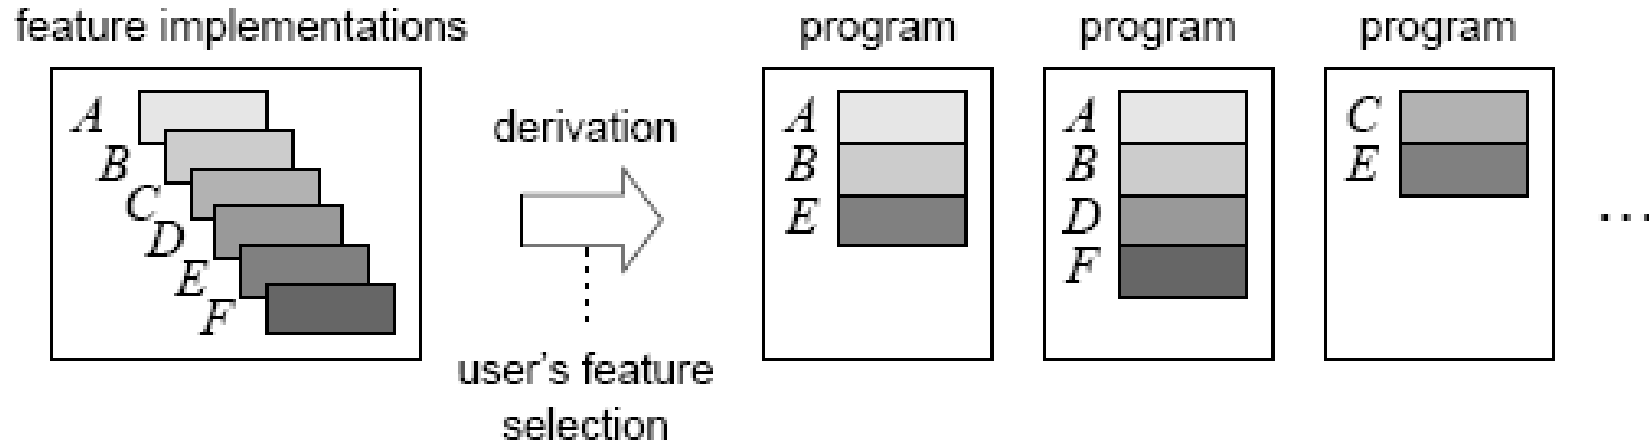 feature implementations
A
B
C
D
E
F
derivation
user's feature
selection
program
A
B
E
program
A
B
D
F
program
C
E
...